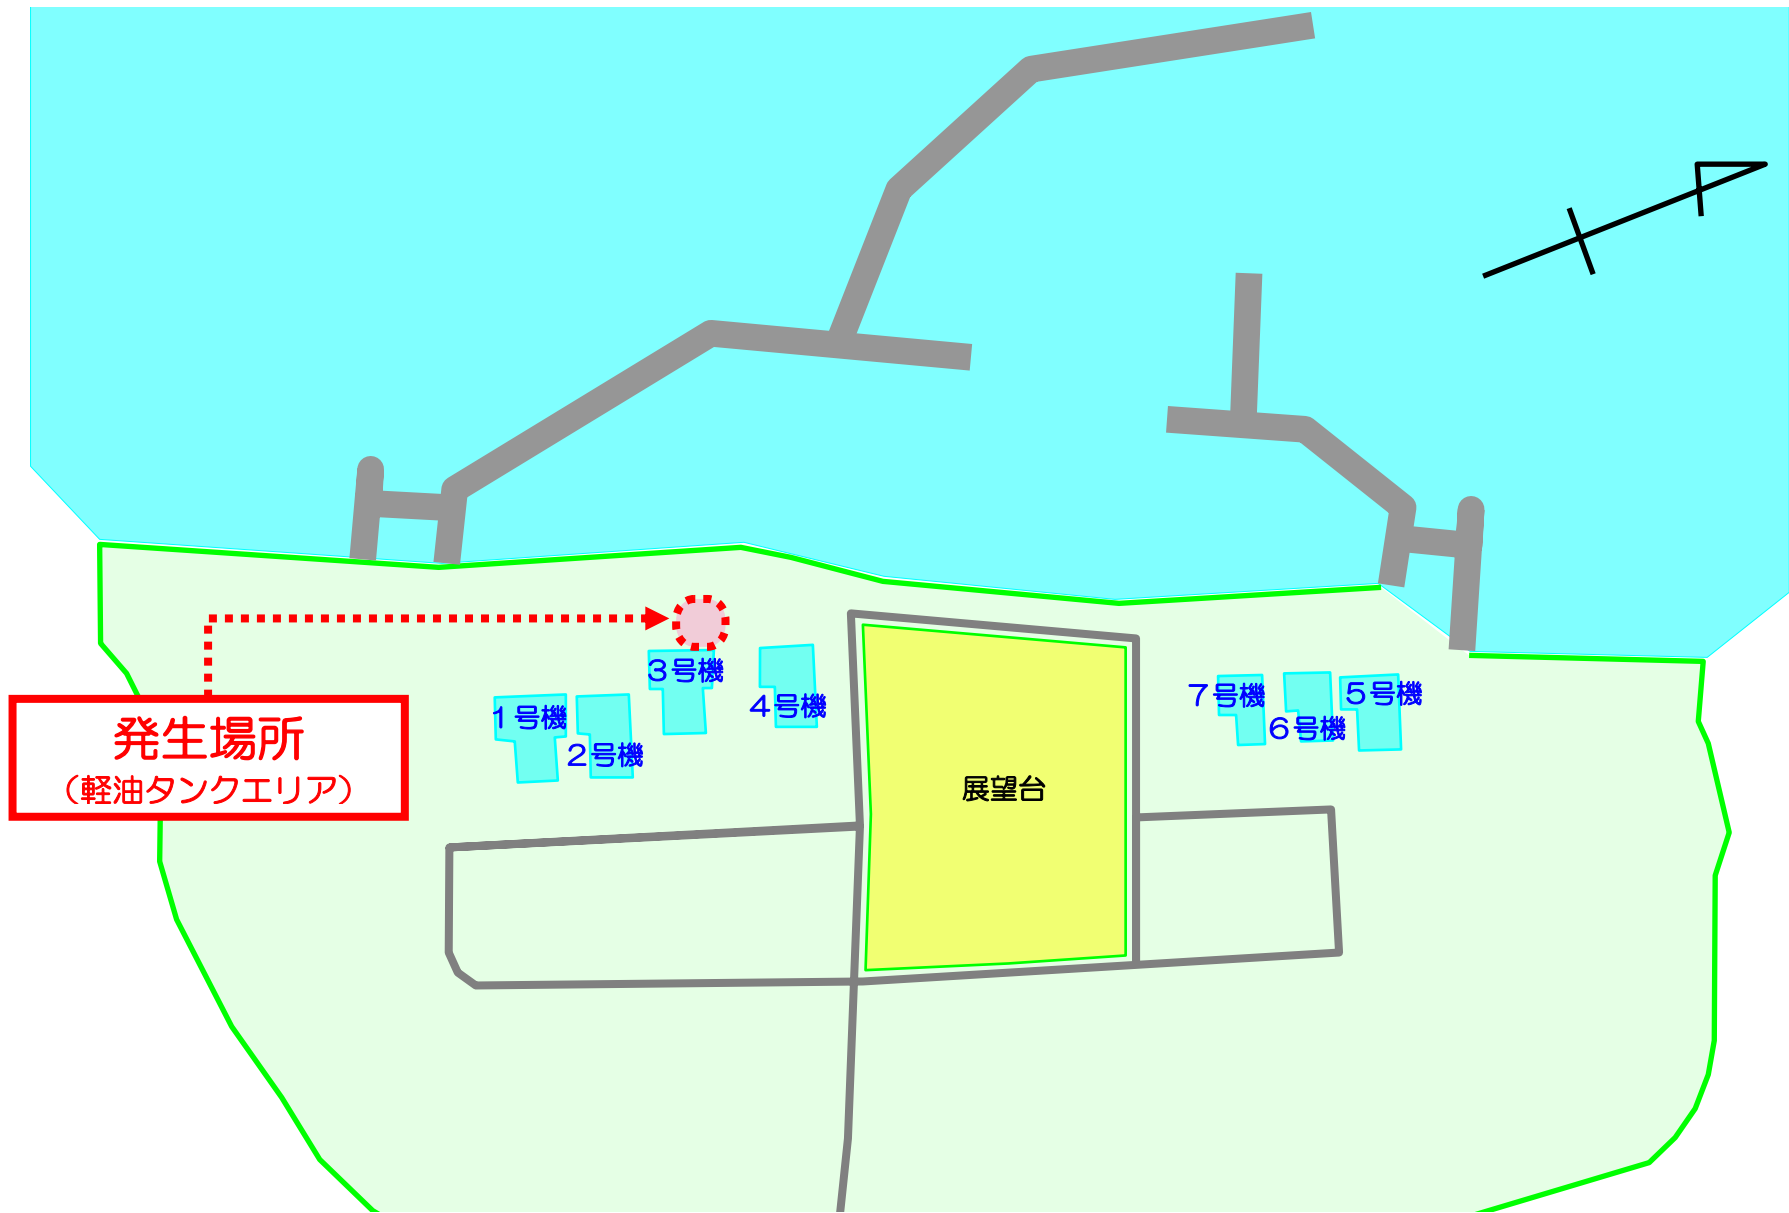 ３号機
４号機
７号機
５号機
１号機
６号機
２号機
発生場所
（軽油タンクエリア）
展望台